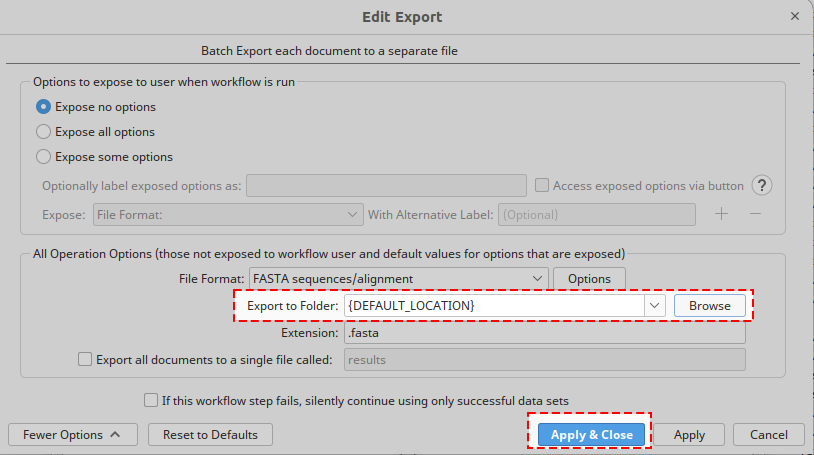 Edit Export
Batch Export each document to a separate file
Options to expose to user when workflow is run
Expose no options
Expose all options
Expose some options
Optionally label exposed options as:
Access exposed options via button ?
Expose: File Format: With Alternative Label: (Optional)
All Operation Options (those not exposed to workflow user and default values for options that are exposed)
File Format: FASTA sequences/alignment Options
Export to Folder: {DEFAULT_LOCATION} Browse
Extension: .fasta
Export all documents to a single file called: results
If this workflow step fails, silently continue using only successful data sets
Fewer Options Reset to Defaults Apply & Close Apply Cancel